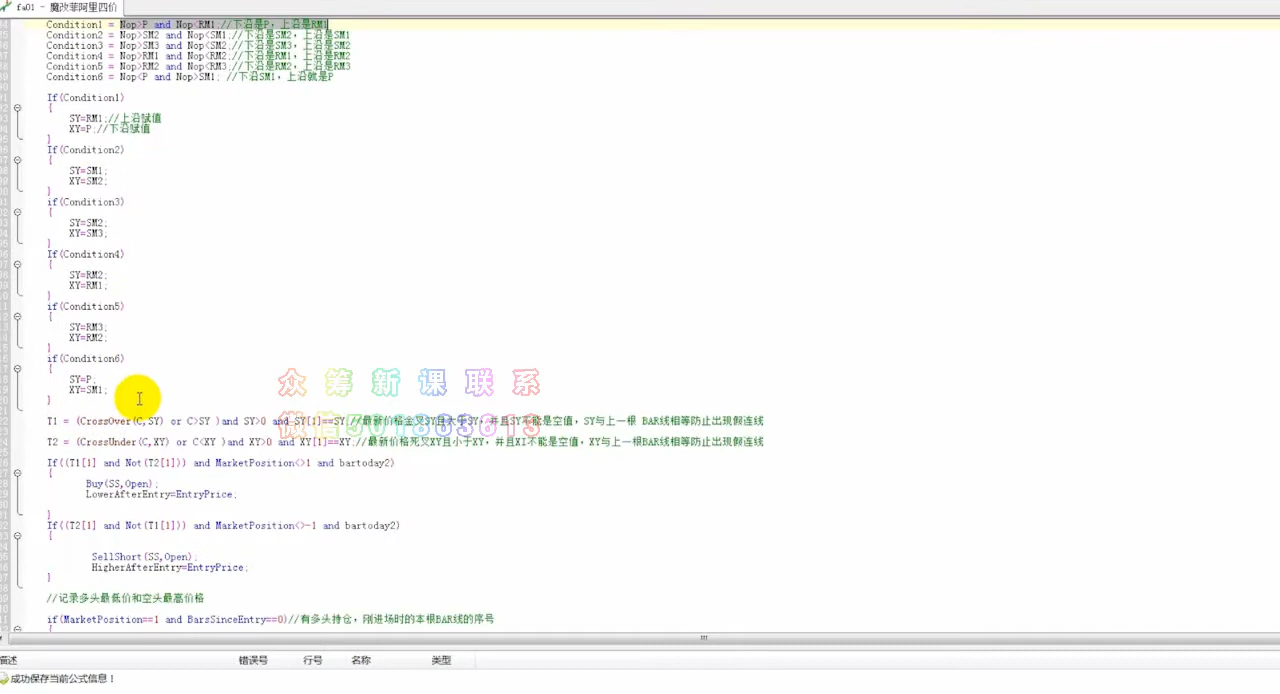 fa01 - 魔改菲阿里四价
Condition1 = Nop>P and Nop<RM1;//下沿是P，上沿是RM1
Condition2 = Nop>SM2 and Nop<SM1;//下沿是SM2，上沿是SM1
Condition3 = Nop>SM3 and Nop<SM2;//下沿是SM3，上沿是SM2
Condition4 = Nop>RM1 and Nop<RM2;//下沿是RM1，上沿是RM2
Condition5 = Nop>RM2 and Nop<RM3;//下沿是RM2，上沿是RM3
Condition6 = Nop<P and Nop>SM1; //下沿SM1，上沿就是P
If(Condition1)
{
SY=RM1;//上沿赋值
XY=P;//下沿赋值
}
If(Condition2)
{
SY=SM1;
XY=SM2;
}
if(Condition3)
{
SY=SM2;
XY=SM3;
}
If(Condition4)
{
SY=RM2;
XY=RM1;
}
if(Condition5)
{
SY=RM3;
XY=RM2;
}
if(Condition6)
{
SY=P;
XY=SM1;
}
众筹新课联系
微信501803613
T1 = (CrossOver(C,SY) or C>SY )and SY>0 and SY[1]==SY;//最新价格金叉SY且大于SY，并且SY不能是空值，SY与上一根 BAR线相等防止出现假连线
T2 = (CrossUnder(C,XY) or C<XY )and XY>0 and XY[1]==XY;//最新价格死叉XY且小于XY，并且XI不能是空值，XY与上一根BAR线相等防止出现假连线
If((T1[1] and Not(T2[1])) and MarketPosition<>1 and bartoday2)
{
Buy(SS,Open);
LowerAfterEntry=EntryPrice;
}
If((T2[1] and Not(T1[1])) and MarketPosition<>-1 and bartoday2)
{
SellShort(SS,Open);
HigherAfterEntry=EntryPrice;
}
//记录多头最低价和空头最高价格
if(MarketPosition==1 and BarsSinceEntry==0)//有多头持仓，刚进场时的本根BAR线的序号
{
描述 错误号 行号 名称 类型
成功保存当前公式信息！